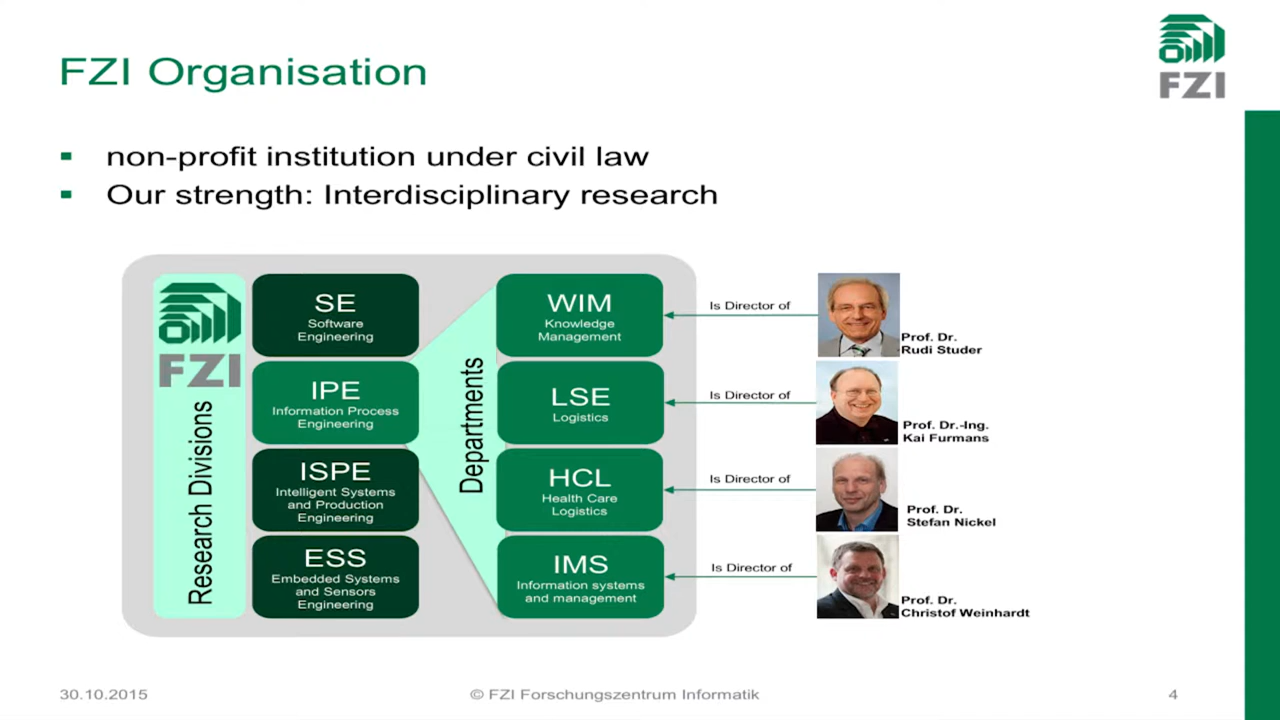 FZI Organisation
FZI
non-profit institution under civil law
Our strength: Interdisciplinary research
FZI
Research Divisions
SE
Software
Engineering
IPE
Information Process
Engineering
ISPE
Intelligent Systems
and Production
Engineering
ESS
Embedded Systems
and Sensors
Engineering
Departments
WIM
Knowledge
Management
LSE
Logistics
HCL
Health Care
Logistics
IMS
Information systems
and management
Is Director of
Prof. Dr.
Rudi Studer
Is Director of
Prof. Dr.-Ing.
Kai Furmans
Is Director of
Prof. Dr.
Stefan Nickel
Is Director of
Prof. Dr.
Christof Weinhardt
30.10.2015
© FZI Forschungszentrum Informatik
4